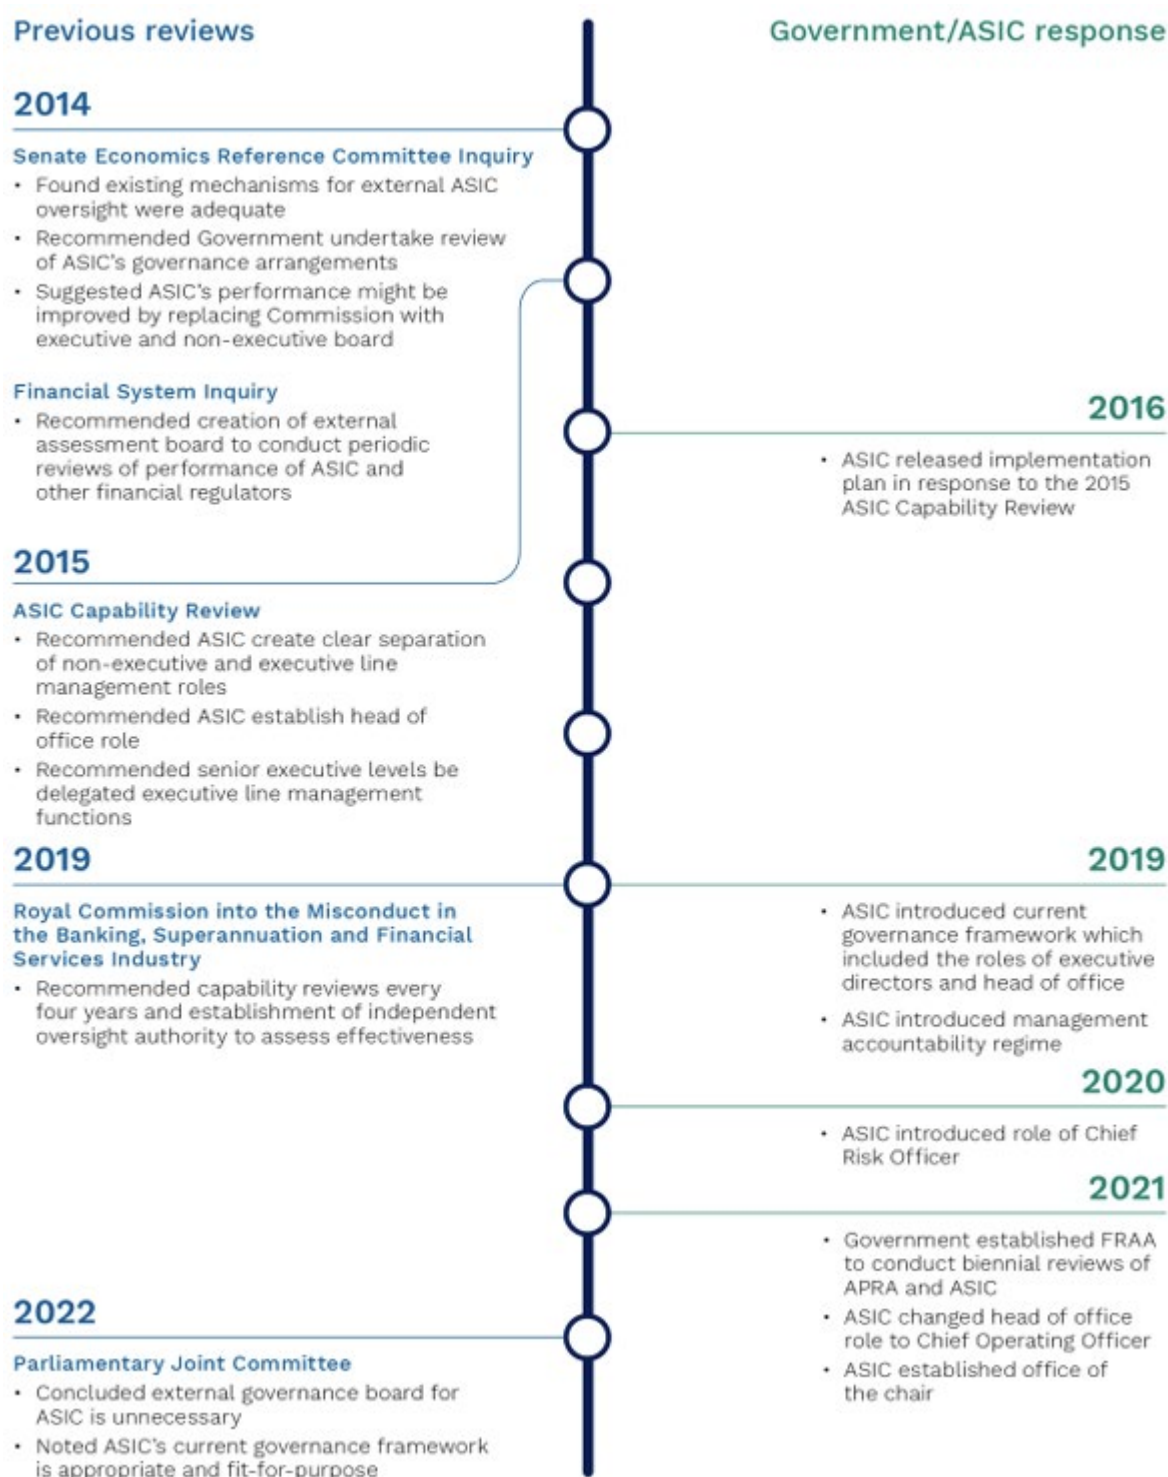 Previous reviews
Government/ASIC response
2014
Senate Economics Reference Committee Inquiry
• Found existing mechanisms for external ASIC
oversight were adequate
• Recommended Government undertake review
of ASIC's governance arrangements
• Suggested ASIC's performance might be
improved by replacing Commission with
executive and non-executive board
Financial System Inquiry
• Recommended creation of external
assessment board to conduct periodic
reviews of performance of ASIC and
other financial regulators
2016
• ASIC released implementation
plan in response to the 2015
ASIC Capability Review
2015
ASIC Capability Review
• Recommended ASIC create clear separation
of non-executive and executive line
management roles
• Recommended ASIC establish head of
office role
• Recommended senior executive levels be
delegated executive line management
functions
2019
Royal Commission into the Misconduct in
the Banking, Superannuation and Financial
Services Industry
• Recommended capability reviews every
four years and establishment of independent
oversight authority to assess effectiveness
2019
• ASIC introduced current
governance framework which
included the roles of executive
directors and head of office
• ASIC introduced management
accountability regime
2020
• ASIC introduced role of Chief
Risk Officer
2021
• Government established FRAA
to conduct biennial reviews of
APRA and ASIC
• ASIC changed head of office
role to Chief Operating Officer
• ASIC established office of
the chair
2022
Parliamentary Joint Committee
• Concluded external governance board for
ASIC is unnecessary
• Noted ASIC's current governance framework
is appropriate and fit-for-purpose